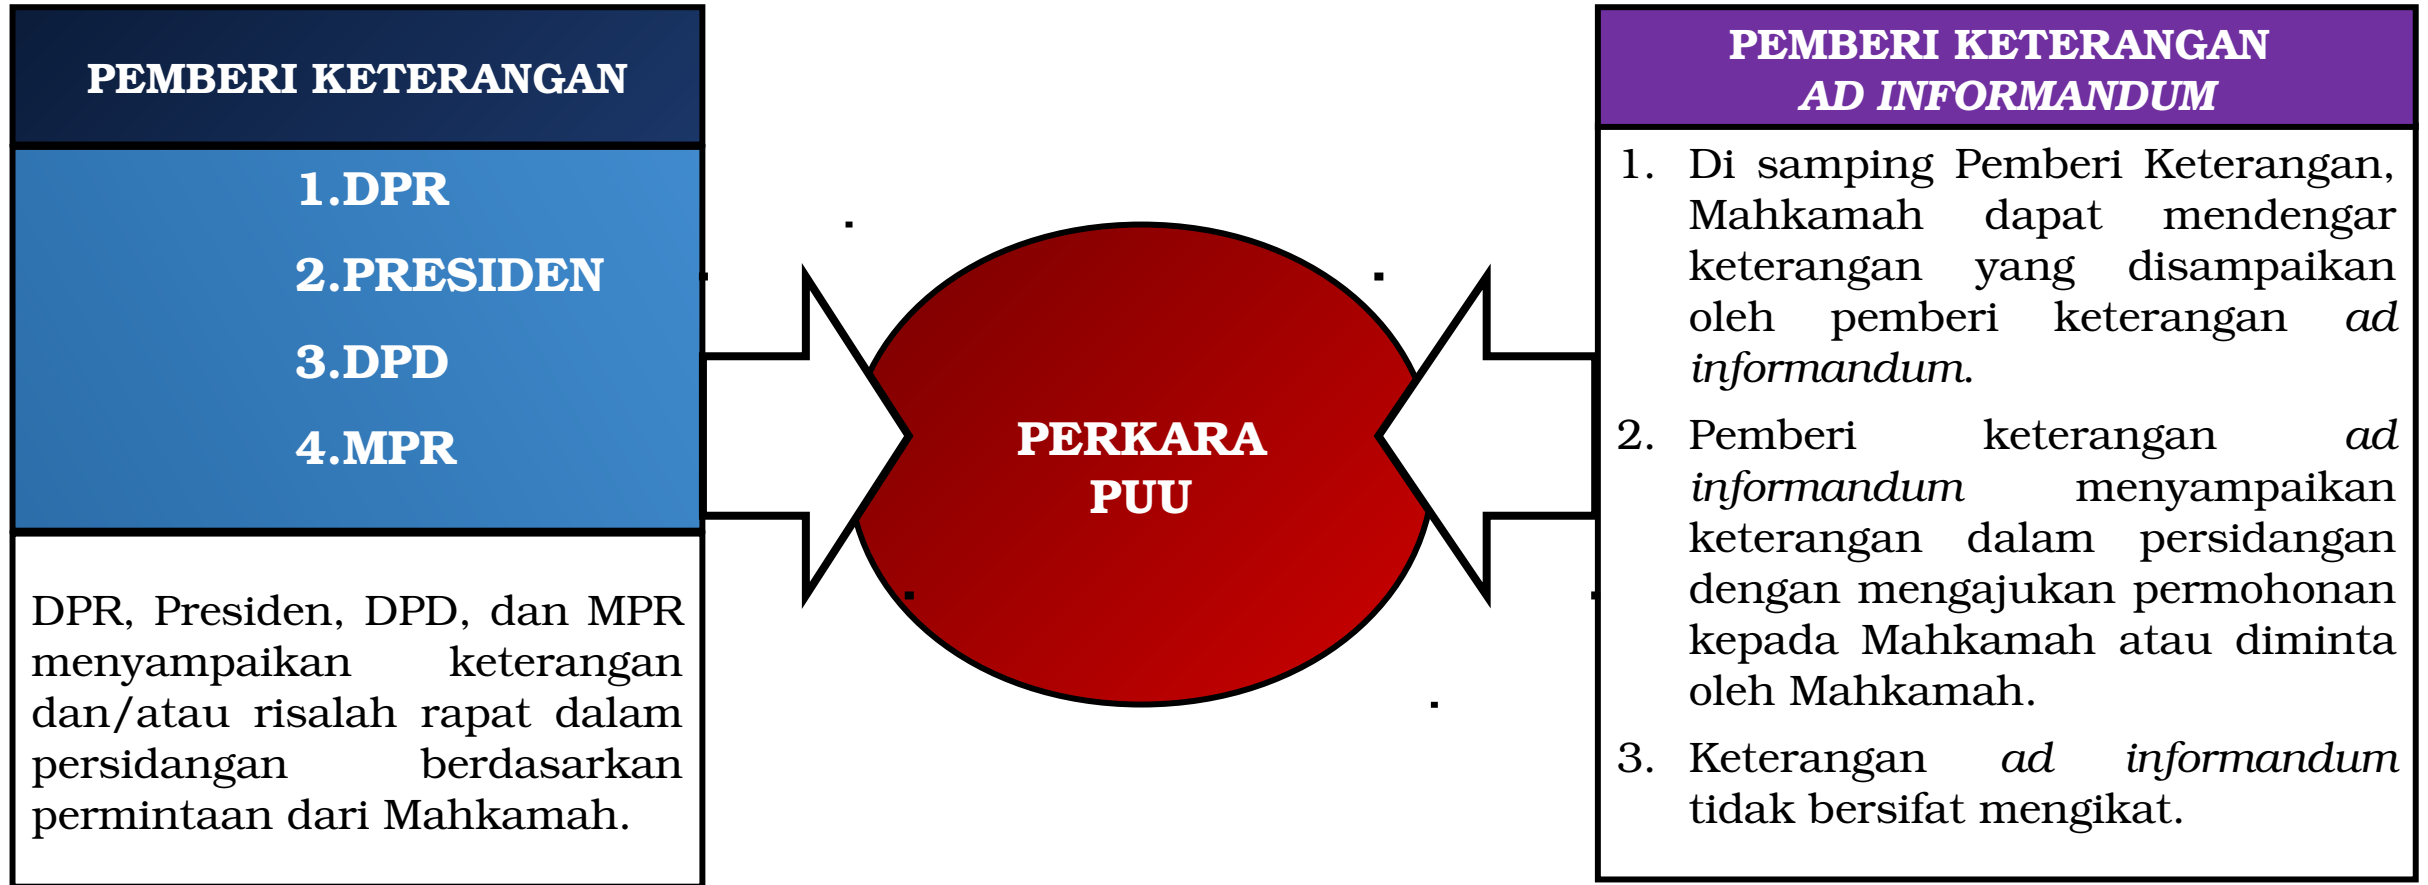 PEMBERI KETERANGAN
1.DPR
2.PRESIDEN
3.DPD
4.MPR
DPR, Presiden, DPD, dan MPR
menyampaikan keterangan
dan/atau risalah rapat dalam
persidangan berdasarkan
permintaan dari Mahkamah.
PERKARA
PUU
PEMBERI KETERANGAN
AD INFORMANDUM
1. Di samping Pemberi Keterangan,
Mahkamah dapat mendengar
keterangan yang disampaikan
oleh pemberi keterangan ad
informandum.
2. Pemberi keterangan ad
informandum menyampaikan
keterangan dalam persidangan
dengan mengajukan permohonan
kepada Mahkamah atau diminta
oleh Mahkamah.
3. Keterangan ad informandum
tidak bersifat mengikat.